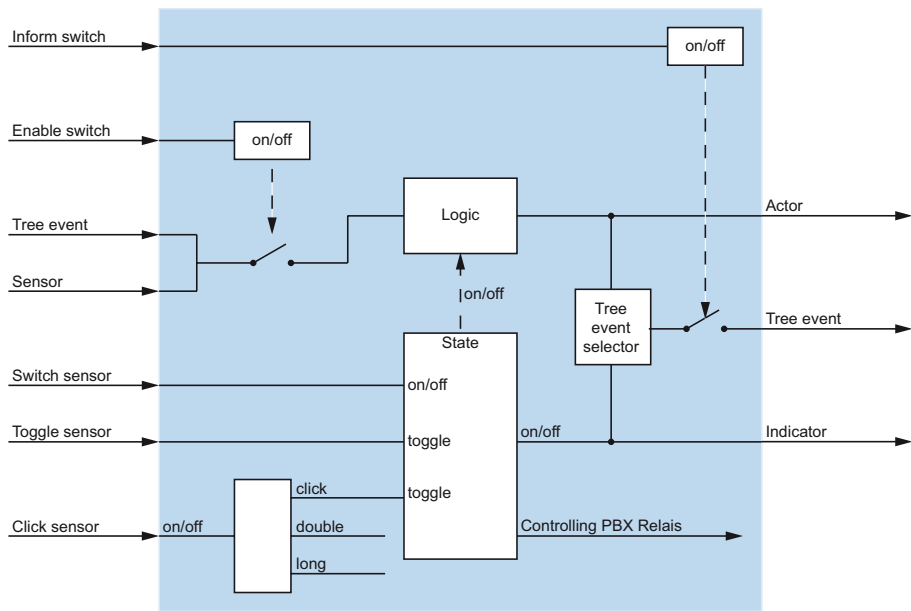 Inform switch
on/off
Enable switch
on/off
Tree event
Logic
Actor
Sensor
on/off
Tree
event
selector
Tree event
State
Switch sensor
on/off
Toggle sensor
toggle
on/off
Indicator
click
toggle
Click sensor
on/off
double
Controlling PBX Relais
long